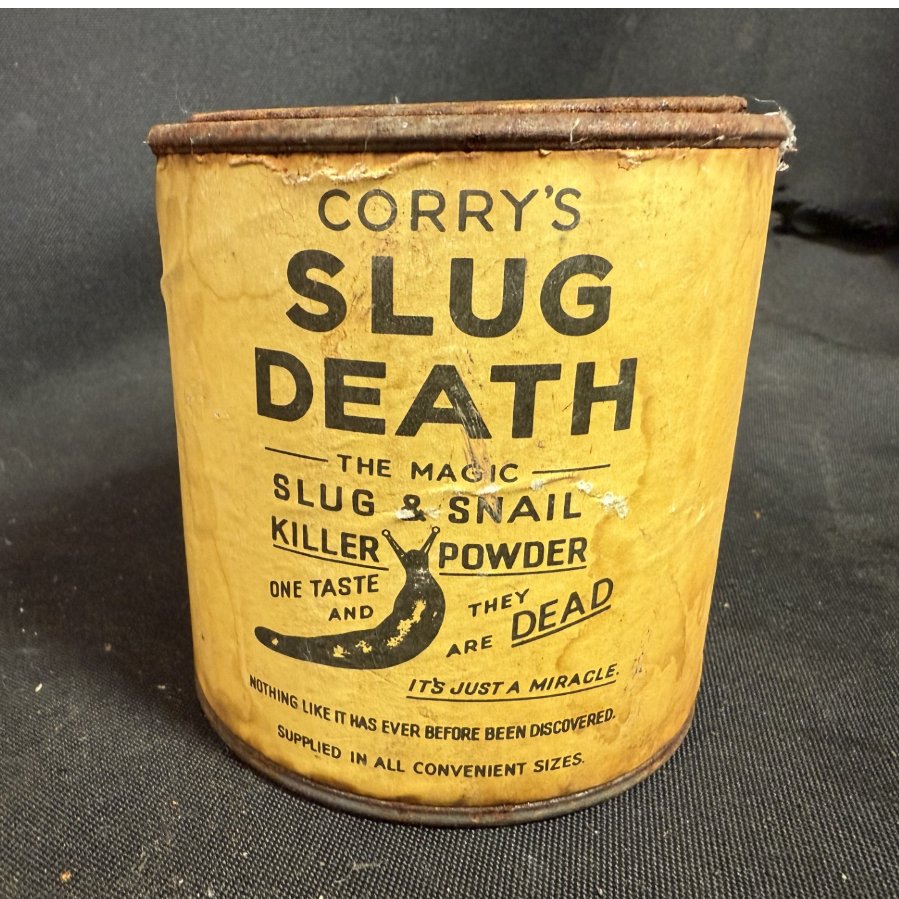 CORRY'S
SLUG
DEATH
THE MAGIC
SLUG & SNAIL
KILLER POWDER
ONE TASTE
AND
THEY
ARE DEAD
IT'S JUST A MIRACLE.
NOTHING LIKE IT HAS EVER BEFORE BEEN DISCOVERED.
SUPPLIED IN ALL CONVENIENT SIZES.